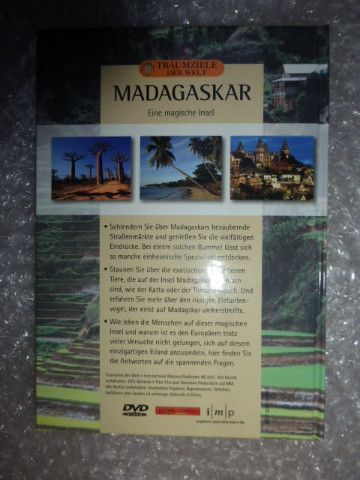 TRAUMZIELE
DER WELT
MADAGASKAR
Eine magische Insel
• Schlendern Sie über Madagaskars bezaubernde
Straßenmärkte und genießen Sie die vielfältigen
Eindrücke. Bei einem solchen Bummel lässt sich
so manche einheimische Spezialität entdecken.
• Staunen Sie über die exotischen
Tiere, die auf der Insel Madagaskar
sind, wie der Katta oder der
Und erfahren Sie mehr über den riesigen Elefanten-
vogel, der einst auf Madagaskar umherstreifte.
• Wie leben die Menschen auf dieser magischen
Insel und warum ist es den Europäern trotz
vieler Versuche nicht gelungen, sich auf diesem
einzigartigen Eiland anzusiedeln, hier finden Sie
die Antworten auf die spannenden Fragen.
DVD
VIDEO
i m p